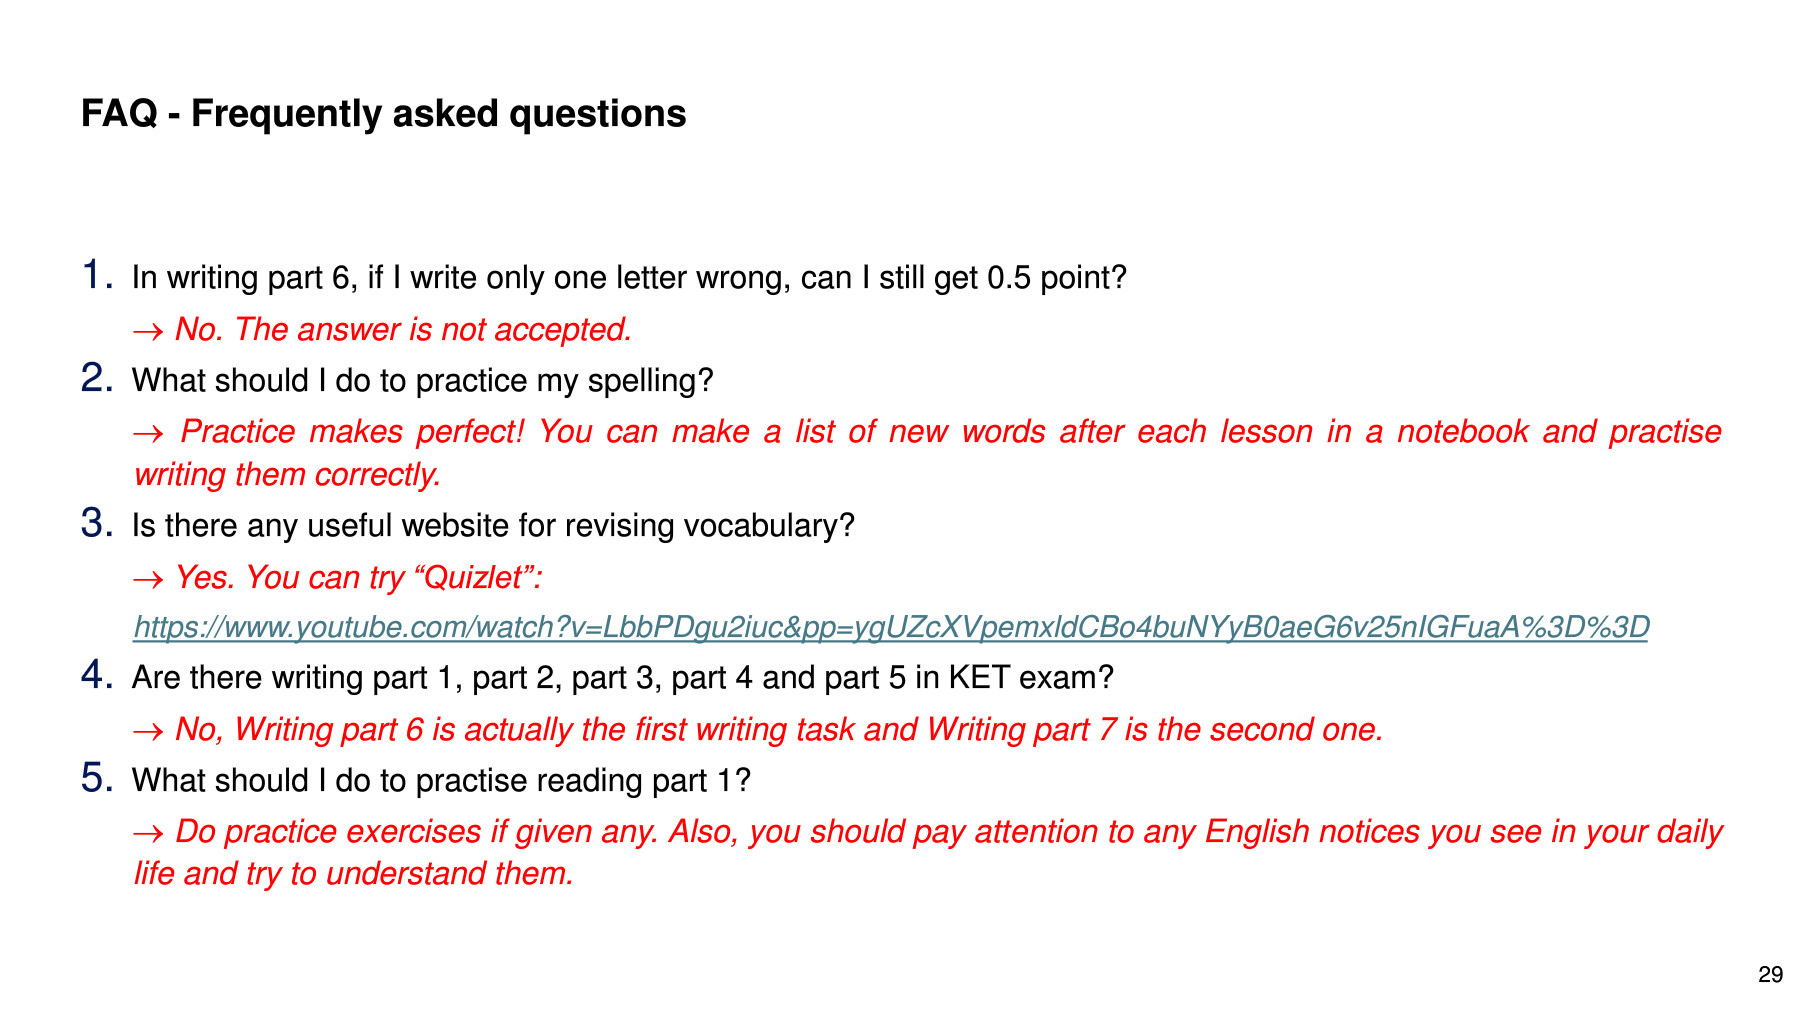 FAQ - Frequently asked questions
1. In writing part 6, if I write only one letter wrong, can I still get 0.5 point?
→ No. The answer is not accepted.
2. What should I do to practice my spelling?
→ Practice makes perfect! You can make a list of new words after each lesson in a notebook and practise
writing them correctly.
3. Is there any useful website for revising vocabulary?
→ Yes. You can try “Quizlet”:
https://www.youtube.com/watch?v=LbbPDgu2iuc&pp=ygUZcXVpemxldCBo4buNYyB0aeG6v25nIGFuaA%3D%3D
4. Are there writing part 1, part 2, part 3, part 4 and part 5 in KET exam?
→ No, Writing part 6 is actually the first writing task and Writing part 7 is the second one.
5. What should I do to practise reading part 1?
→ Do practice exercises if given any. Also, you should pay attention to any English notices you see in your daily
life and try to understand them.
29